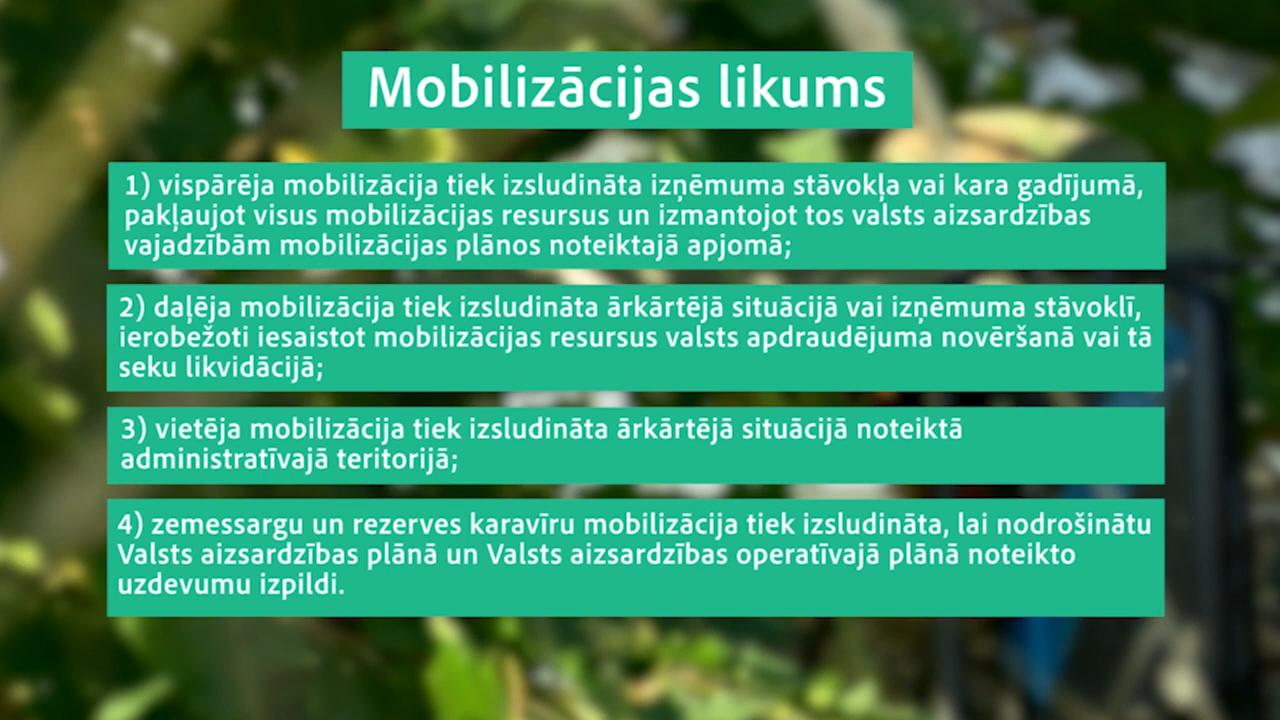 Mobilizācijas likums
1) vispārēja mobilizācija tiek izsludināta izņēmuma stāvokļa vai kara gadījumā,
pakļaujot visus mobilizācijas resursus un izmantojot tos valsts aizsardzības
vajadzībām mobilizācijas plānos noteiktajā apjomā;
2) daļēja mobilizācija tiek izsludināta ārkārtējā situācijā vai izņēmuma stāvoklī,
ierobežoti iesaistot mobilizācijas resursus valsts apdraudējuma novēršanā vai tā
seku likvidācijā;
3) vietēja mobilizācija tiek izsludināta ārkārtējā situācijā noteiktā
administratīvajā teritorijā;
4) zemessargu un rezerves karavīru mobilizācija tiek izsludināta, lai nodrošinātu
Valsts aizsardzības plānā un Valsts aizsardzības operatīvajā plānā noteikto
uzdevumu izpildi.